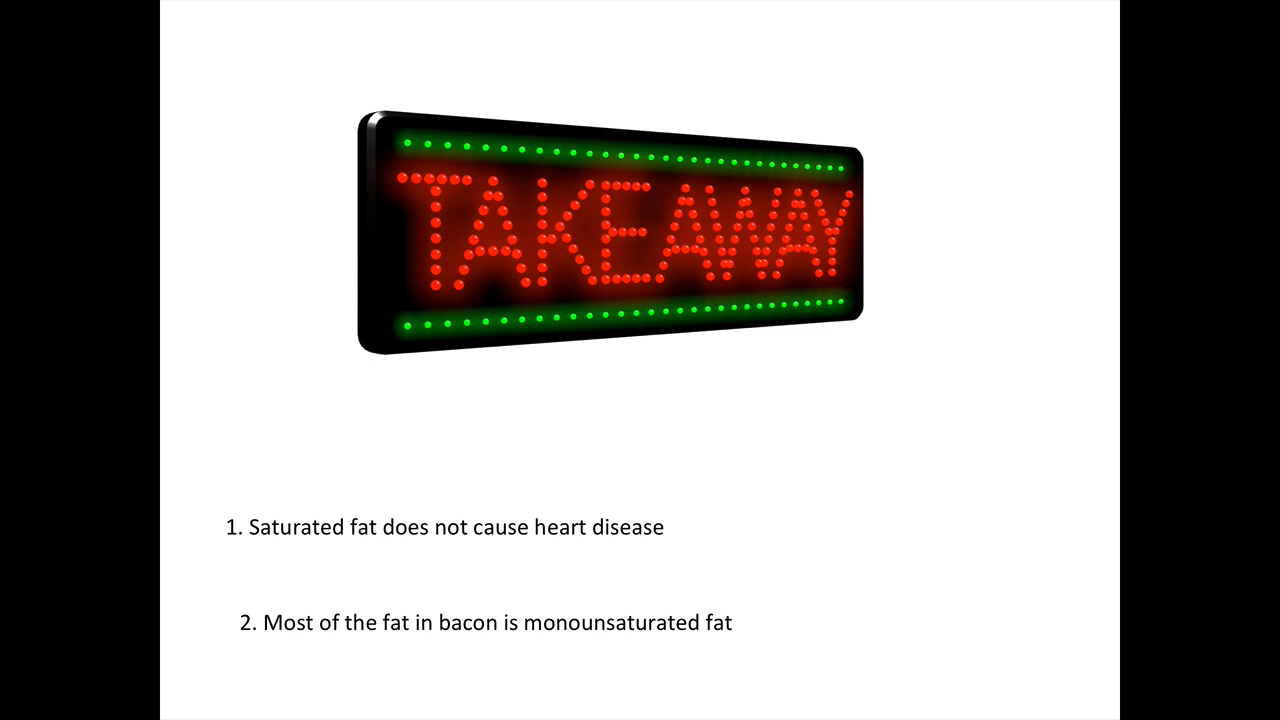 TAKEAWAY
1. Saturated fat does not cause heart disease
2. Most of the fat in bacon is monounsaturated fat